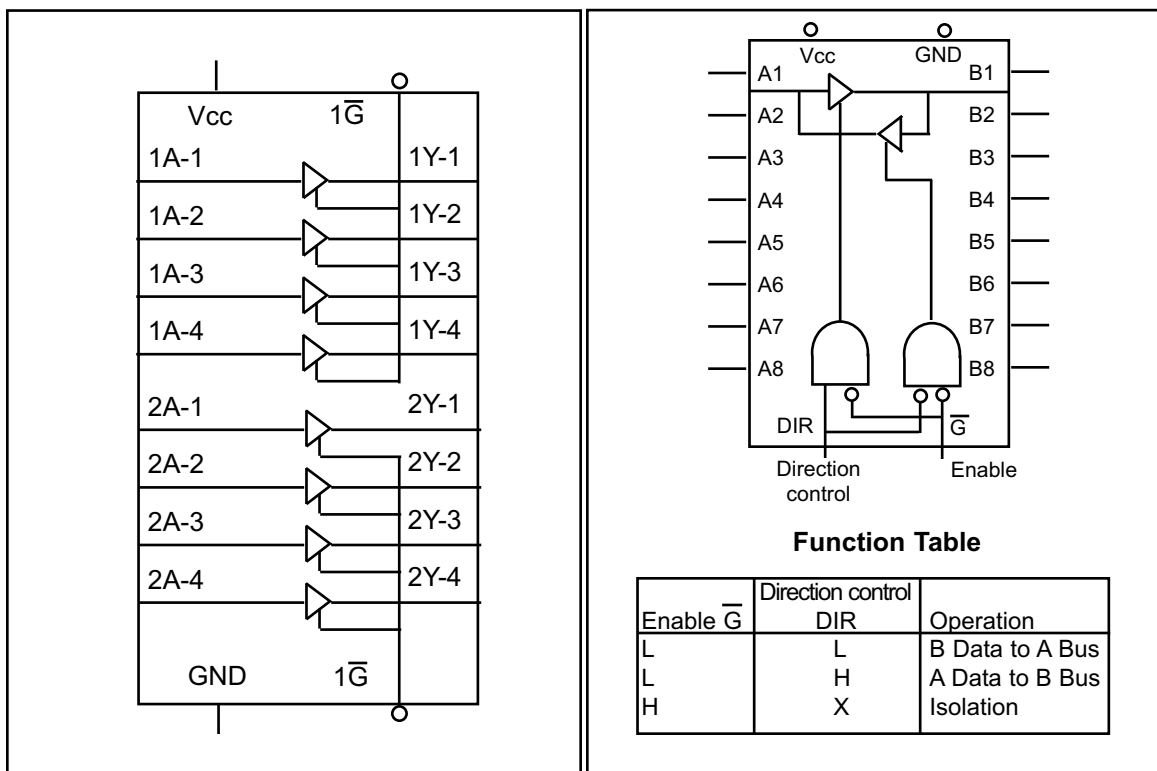 Vcc 1G̅
1A-1 1Y-1
1A-2 1Y-2
1A-3 1Y-3
1A-4 1Y-4
2A-1 2Y-1
2A-2 2Y-2
2A-3 2Y-3
2A-4 2Y-4
GND 1G̅
Vcc GND
A1 B1
A2 B2
A3 B3
A4 B4
A5 B5
A6 B6
A7 B7
A8 B8
DIR G̅
Direction
control
Enable
Function Table
Direction control
Enable G̅ DIR Operation
L L B Data to A Bus
L H A Data to B Bus
H X Isolation